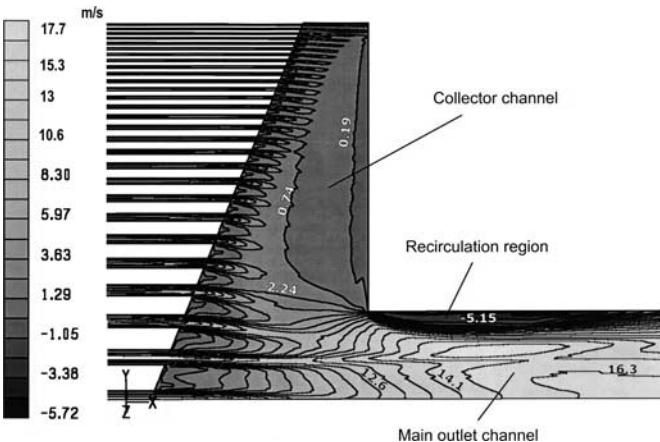 m/s
17.7
15.3
13
10.6
8.30
5.97
3.63
1.29
-1.05
-3.38
-5.72
Collector channel
0.19
0.74
Recirculation region
2.24
-5.15
12.6
14.1
16.3
Y
Z
X
Main outlet channel